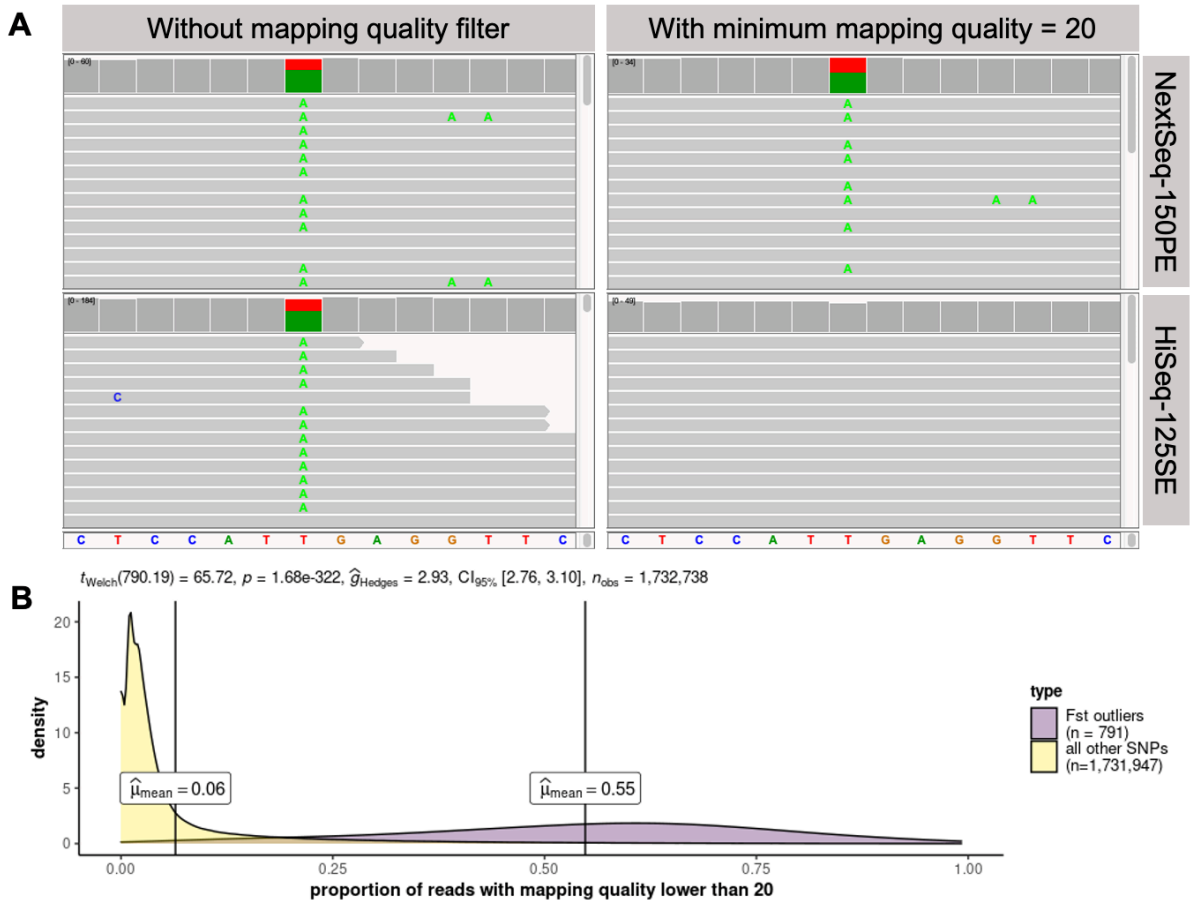 A
Without mapping quality filter
With minimum mapping quality = 20
[0 - 60]
A
A A A
A
A
A
A
A
A
A
A
A A A
[0 - 34]
A
A
A
A
A
A A A
A
A
NextSeq-150PE
[0 - 184]
A
A
A
A
C
A
A
A
A
A
A
A
A
[0 - 49]
HiSeq-125SE
C T C C A T T G A G G T T C
C T C C A T T G A G G T T C
t_Welch(790.19) = 65.72, p = 1.68e-322, ĝ_Hedges = 2.93, CI_95% [2.76, 3.10], n_obs = 1,732,738
B
density
20
15
10
5
0
μ̂_mean = 0.06
μ̂_mean = 0.55
0.00 0.25 0.50 0.75 1.00
proportion of reads with mapping quality lower than 20
type
Fst outliers
(n = 791)
all other SNPs
(n=1,731,947)